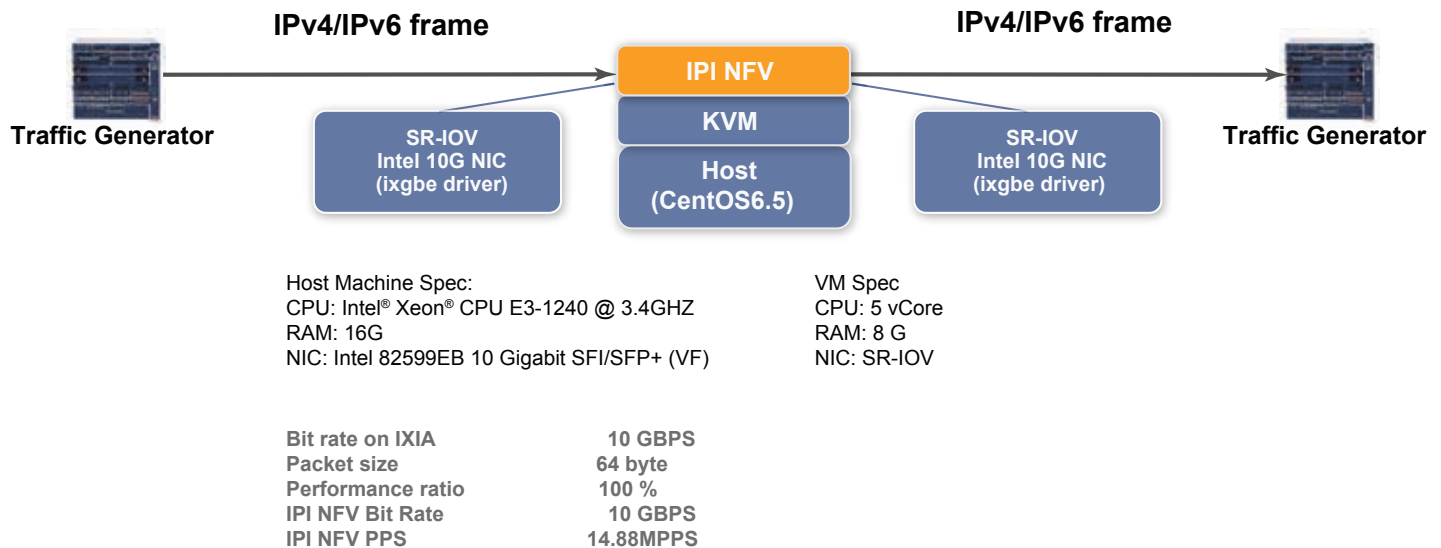 IPv4/IPv6 frame
IPv4/IPv6 frame
Traffic Generator
IPI NFV
KVM
Host
(CentOS6.5)
SR-IOV
Intel 10G NIC
(ixgbe driver)
SR-IOV
Intel 10G NIC
(ixgbe driver)
Traffic Generator
Host Machine Spec:
CPU: Intel® Xeon® CPU E3-1240 @ 3.4GHZ
RAM: 16G
NIC: Intel 82599EB 10 Gigabit SFI/SFP+ (VF)
VM Spec
CPU: 5 vCore
RAM: 8 G
NIC: SR-IOV
Bit rate on IXIA 10 GBPS
Packet size 64 byte
Performance ratio 100 %
IPI NFV Bit Rate 10 GBPS
IPI NFV PPS 14.88MPPS